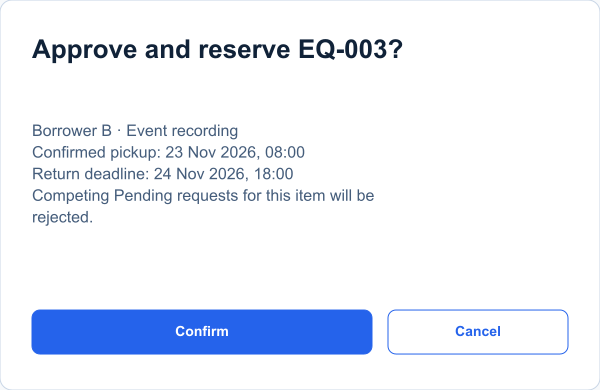 Approve and reserve EQ-003?
Borrower B · Event recording
Confirmed pickup: 23 Nov 2026, 08:00
Return deadline: 24 Nov 2026, 18:00
Competing Pending requests for this item will be
rejected.
Confirm
Cancel